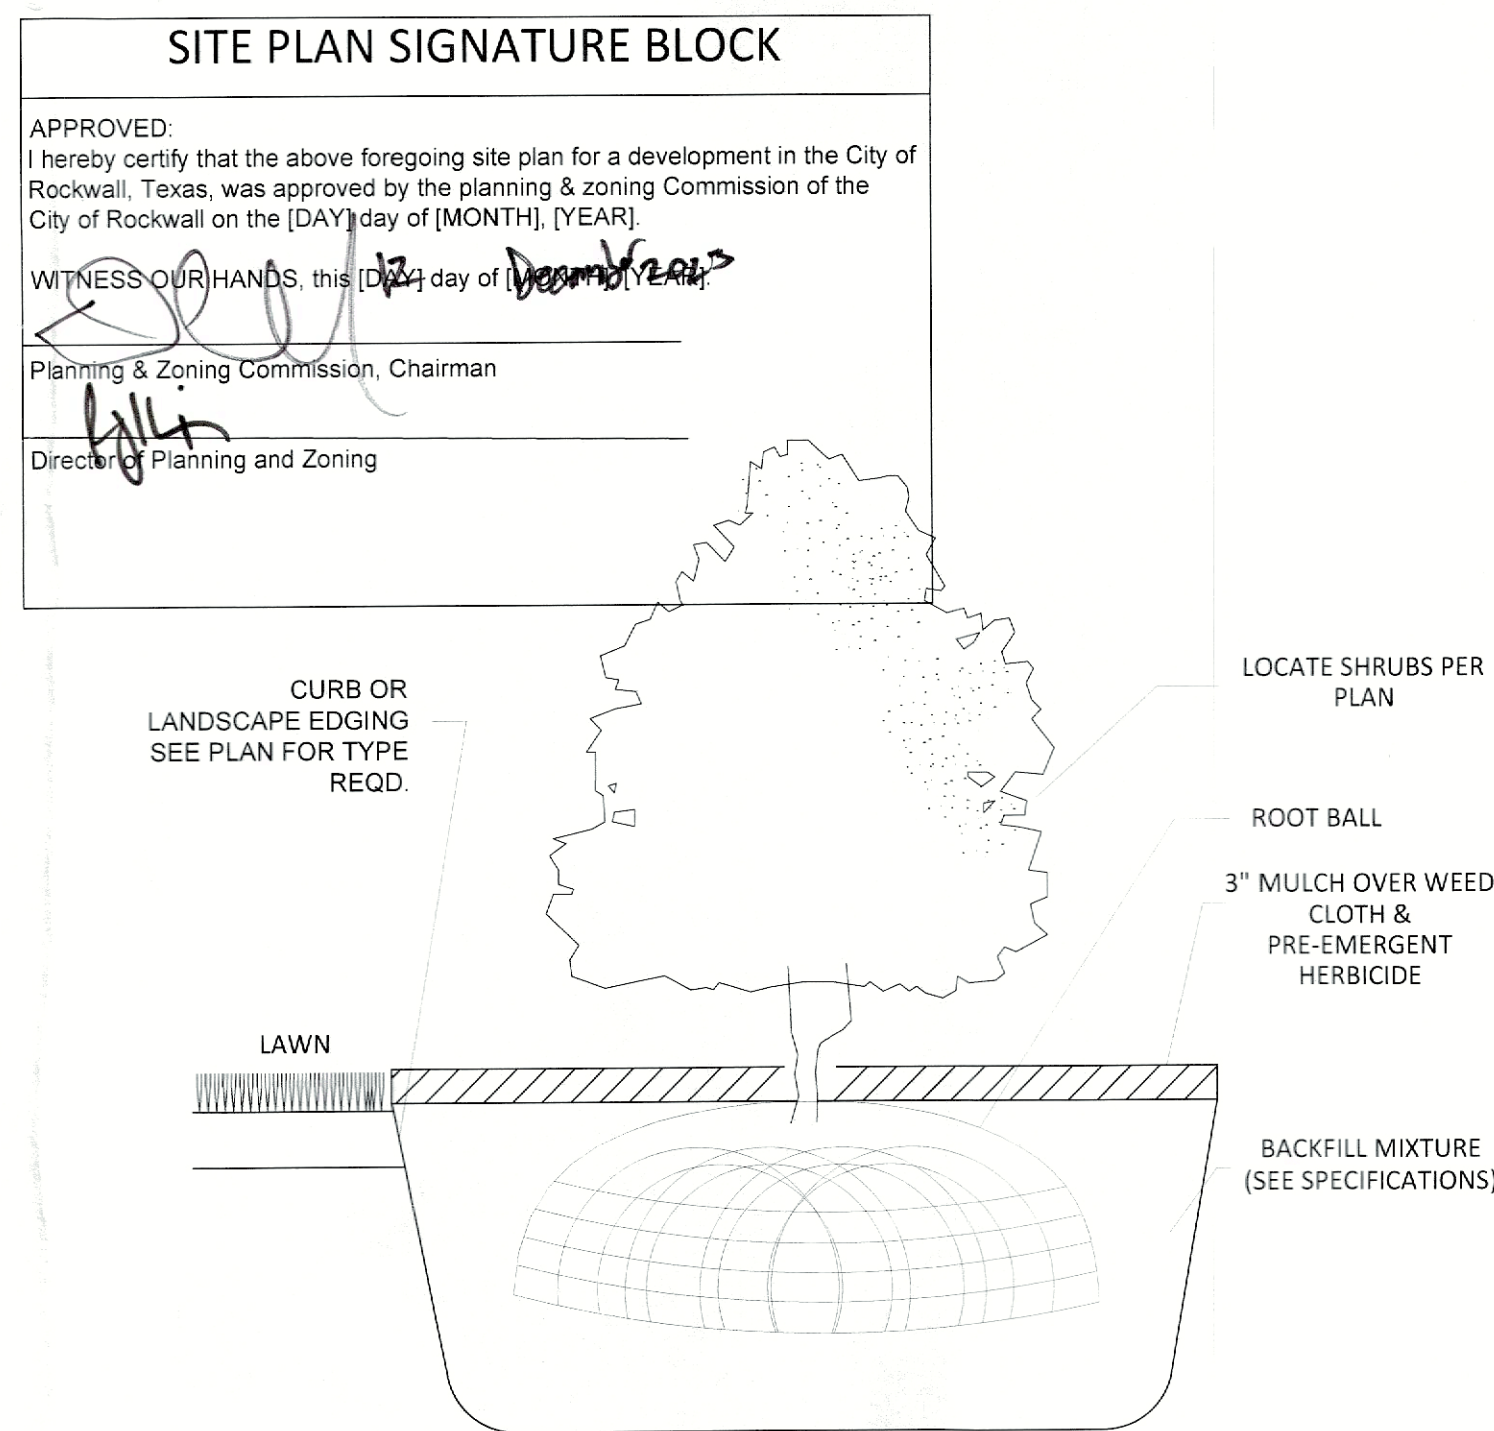 SITE PLAN SIGNATURE BLOCK
APPROVED:
I hereby certify that the above foregoing site plan for a development in the City of
Rockwall, Texas, was approved by the planning & zoning Commission of the
City of Rockwall on the [DAY] day of [MONTH], [YEAR].
WITNESS OUR HANDS, this [DAY] day of [MONTH], [YEAR].
12 December
Planning & Zoning Commission, Chairman
Director of Planning and Zoning
CURB OR
LANDSCAPE EDGING
SEE PLAN FOR TYPE
REQD.
LOCATE SHRUBS PER
PLAN
ROOT BALL
3" MULCH OVER WEED
CLOTH &
PRE-EMERGENT
HERBICIDE
LAWN
BACKFILL MIXTURE
(SEE SPECIFICATIONS)